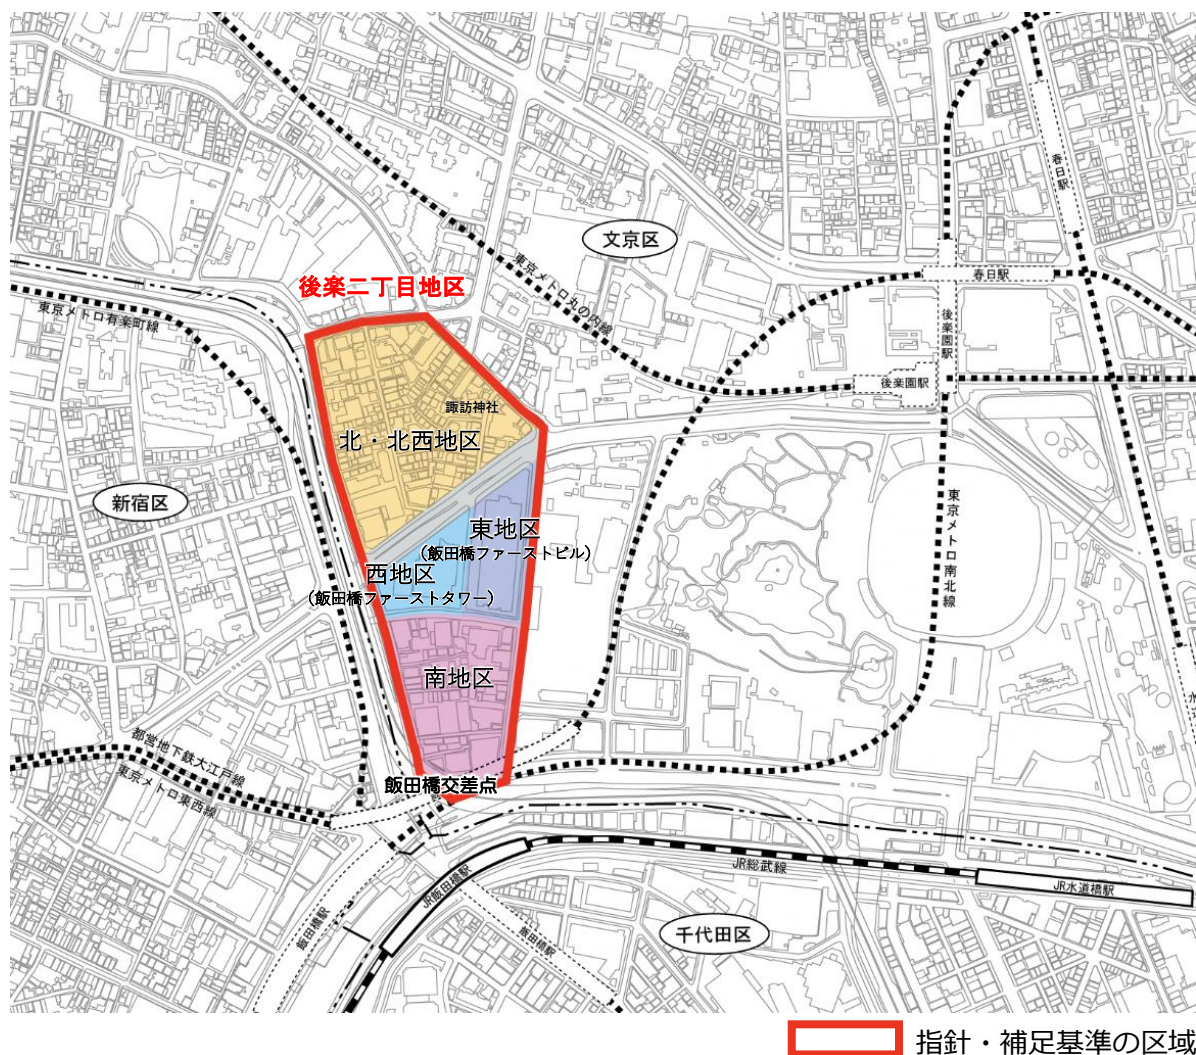 春日駅
文京区
東京メトロ丸の内線
春日駅
後楽二丁目地区
東京メトロ有楽町線
後楽園駅
後楽園駅
諏訪神社
北・北西地区
新宿区
東京メトロ南北線
東地区
(飯田橋ファーストビル)
西地区
(飯田橋ファーストタワー)
南地区
都営地下鉄大江戸線
東京メトロ東西線
飯田橋交差点
JR総武線
JR飯田橋駅
JR水道橋駅
飯田橋駅
飯田橋駅
千代田区
指針・補足基準の区域